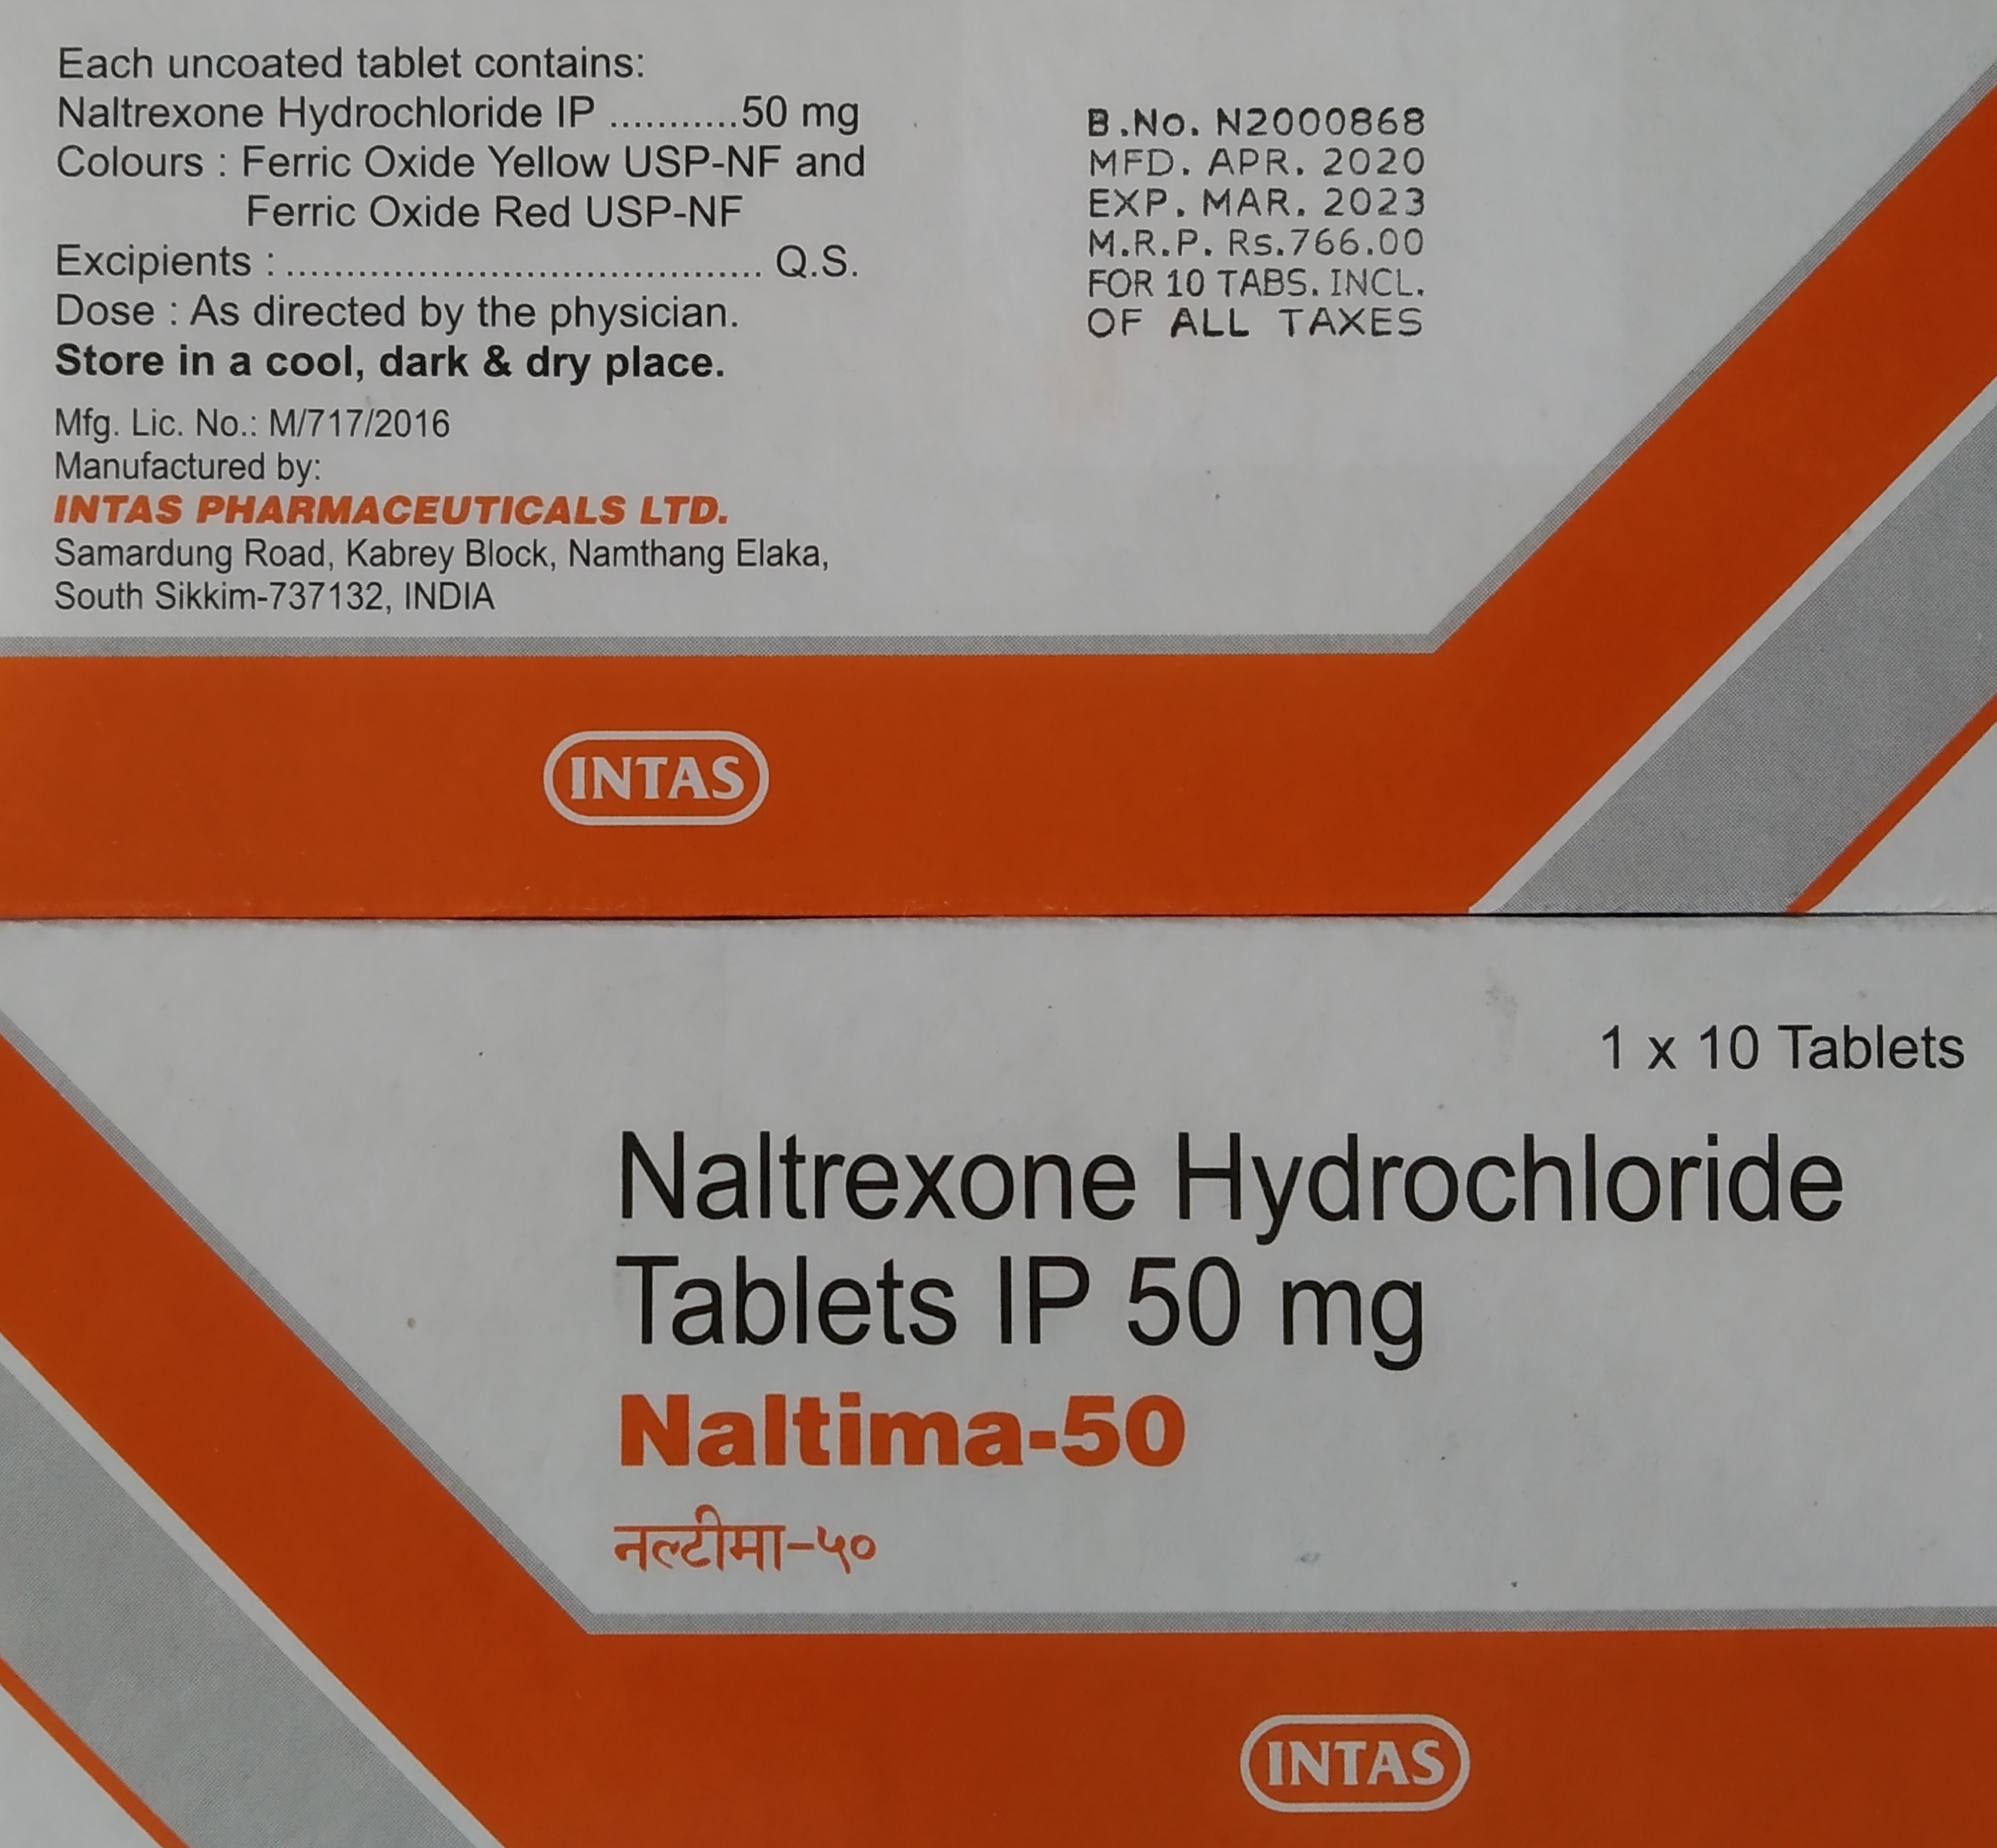 Each uncoated tablet contains:
Naltrexone Hydrochloride IP ...........50 mg
Colours : Ferric Oxide Yellow USP-NF and
Ferric Oxide Red USP-NF
Excipients : ......................................... Q.S.
Dose : As directed by the physician.
Store in a cool, dark & dry place.
Mfg. Lic. No.: M/717/2016
Manufactured by:
INTAS PHARMACEUTICALS LTD.
Samardung Road, Kabrey Block, Namthang Elaka,
South Sikkim-737132, INDIA
B.No. N2000868
MFD. APR. 2020
EXP. MAR. 2023
M.R.P. Rs.766.00
FOR 10 TABS. INCL.
OF ALL TAXES
INTAS
1 x 10 Tablets
Naltrexone Hydrochloride
Tablets IP 50 mg
Naltima-50
नल्टीमा-५०
INTAS